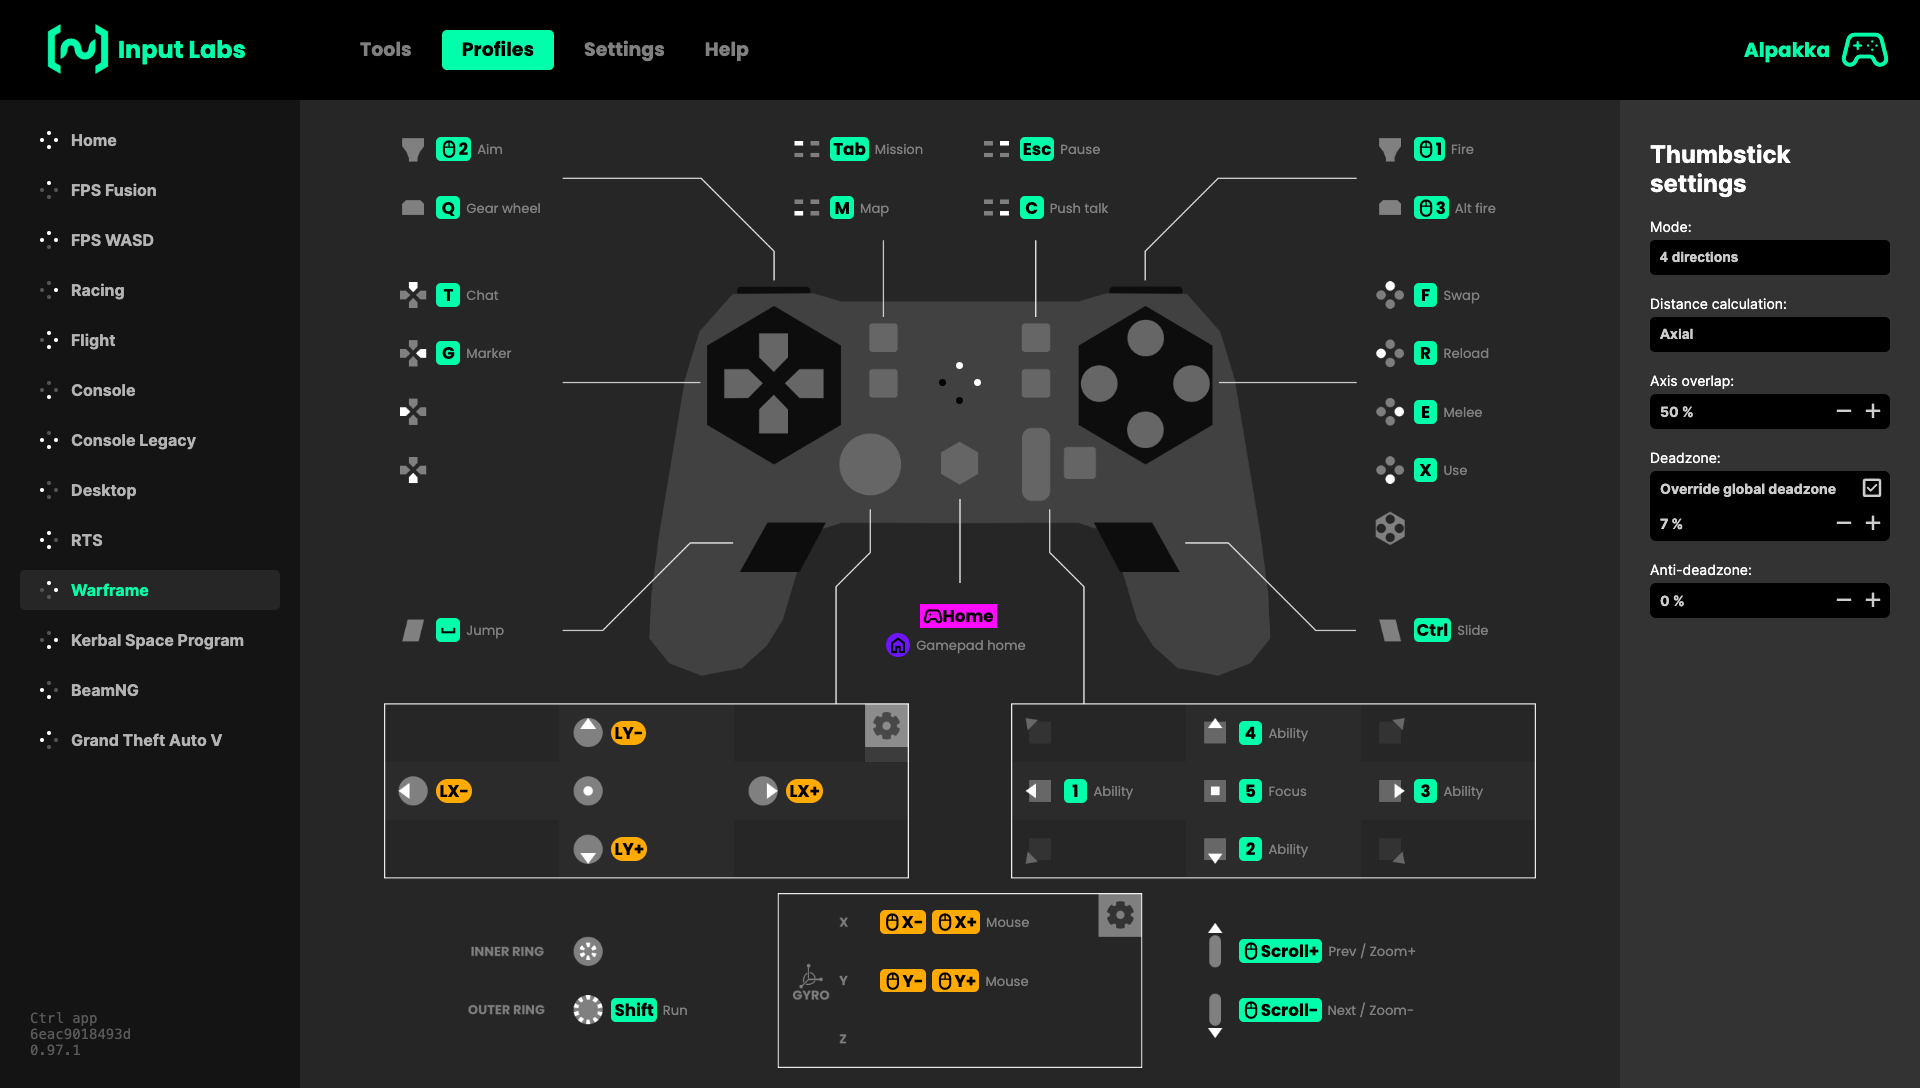 Input Labs
Tools
Profiles
Settings
Help
Alpakka
Home
FPS Fusion
FPS WASD
Racing
Flight
Console
Console Legacy
Desktop
RTS
Warframe
Kerbal Space Program
BeamNG
Grand Theft Auto V
Ctrl app
6eac9018493d
0.97.1
2 Aim
Q Gear wheel
Tab Mission
M Map
Esc Pause
C Push talk
1 Fire
3 Alt fire
T Chat
G Marker
F Swap
R Reload
E Melee
X Use
Jump
Ctrl Slide
Home
Gamepad home
LY-
LX-
LX+
LY+
4 Ability
1 Ability
5 Focus
3 Ability
2 Ability
INNER RING
OUTER RING
Shift Run
GYRO
X
X- X+ Mouse
Y
Y- Y+ Mouse
Z
Scroll+ Prev / Zoom+
Scroll- Next / Zoom-
Thumbstick
settings
Mode:
4 directions
Distance calculation:
Axial
Axis overlap:
50 %
Deadzone:
Override global deadzone
7 %
Anti-deadzone:
0 %